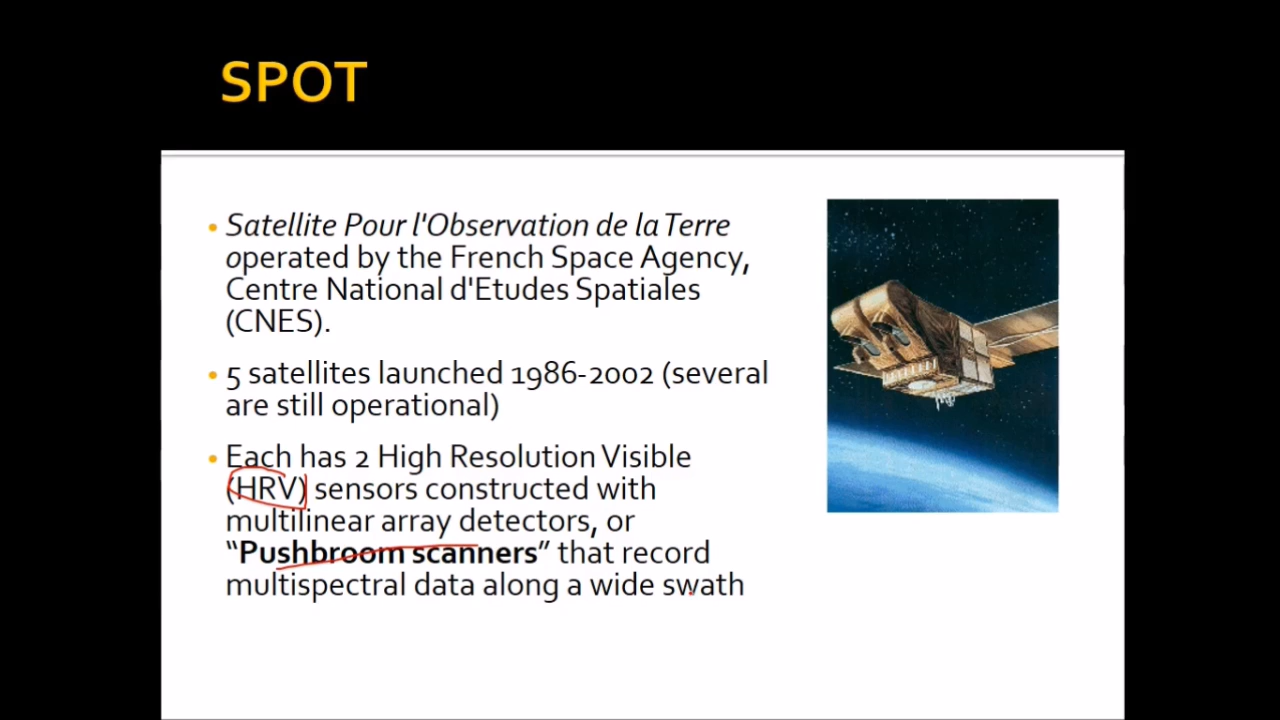 SPOT
• Satellite Pour l'Observation de la Terre
operated by the French Space Agency,
Centre National d'Etudes Spatiales
(CNES).
• 5 satellites launched 1986-2002 (several
are still operational)
• Each has 2 High Resolution Visible
(HRV) sensors constructed with
multilinear array detectors, or
“Pushbroom scanners” that record
multispectral data along a wide swath